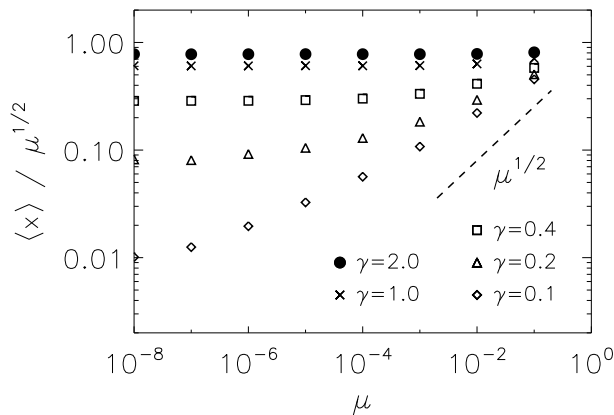 1.00
0.10
0.01
⟨x⟩ / μ^{1/2}
μ^{1/2}
γ=0.4
γ=2.0 γ=0.2
γ=1.0 γ=0.1
10^{-8} 10^{-6} 10^{-4} 10^{-2} 10^{0}
μ